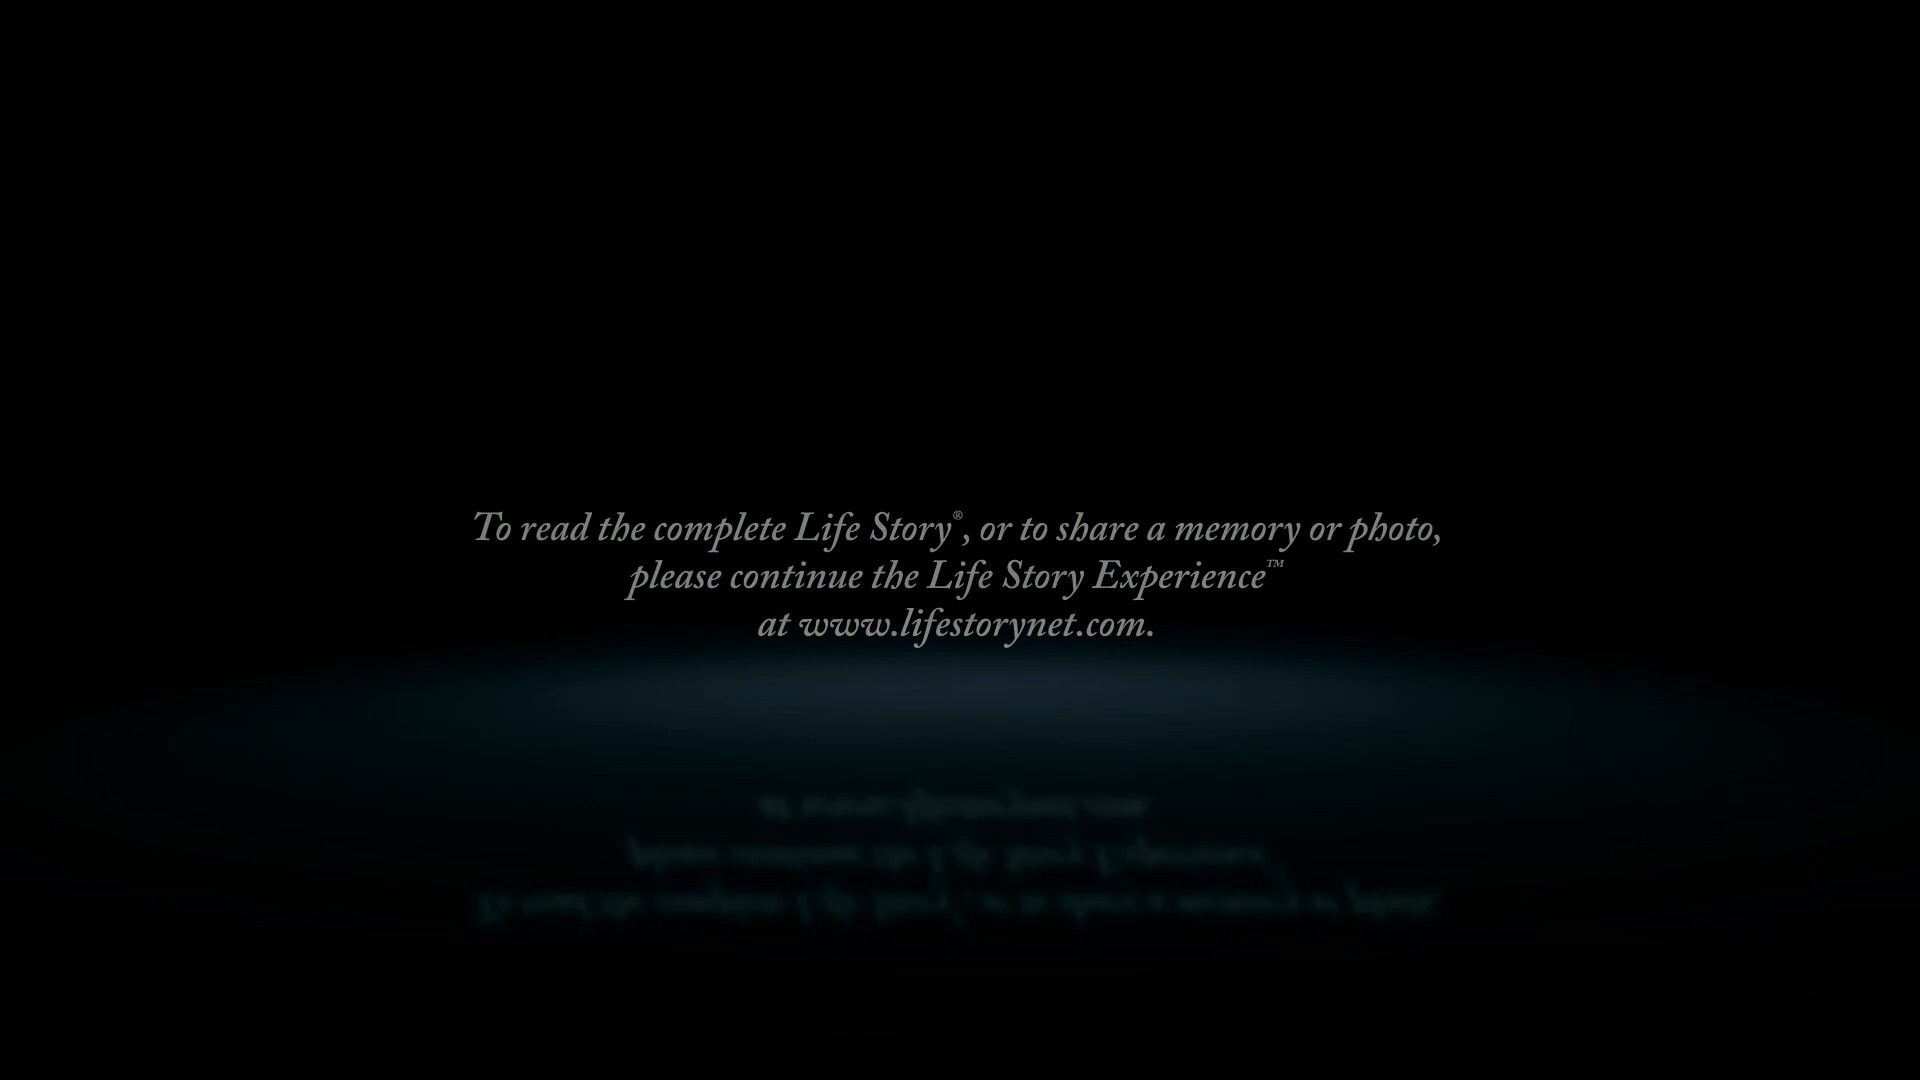 To read the complete Life Story®, or to share a memory or photo,
please continue the Life Story Experience™
at www.lifestorynet.com.